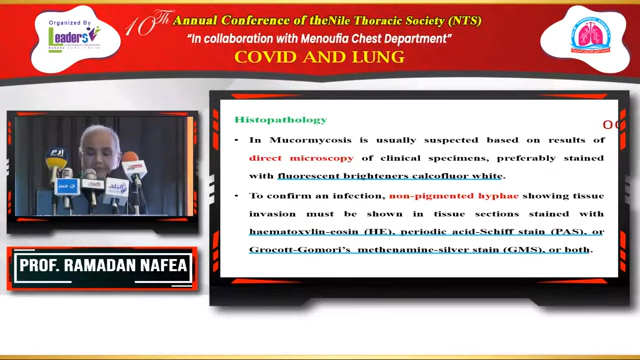 Organized By
Leaders
10Th Annual Conference of theNile Thoracic Society (NTS)
"In collaboration with Menoufia Chest Department"
COVID AND LUNG
PROF. RAMADAN NAFEA
Histopathology
• In Mucormycosis is usually suspected based on results of
direct microscopy of clinical specimens, preferably stained
with fluorescent brighteners calcofluor white.
• To confirm an infection, non-pigmented hyphae showing tissue
invasion must be shown in tissue sections stained with
haematoxylin-eosin (HE), periodic acid-Schiff stain (PAS), or
Grocott-Gomori's methenamine-silver stain (GMS), or both.